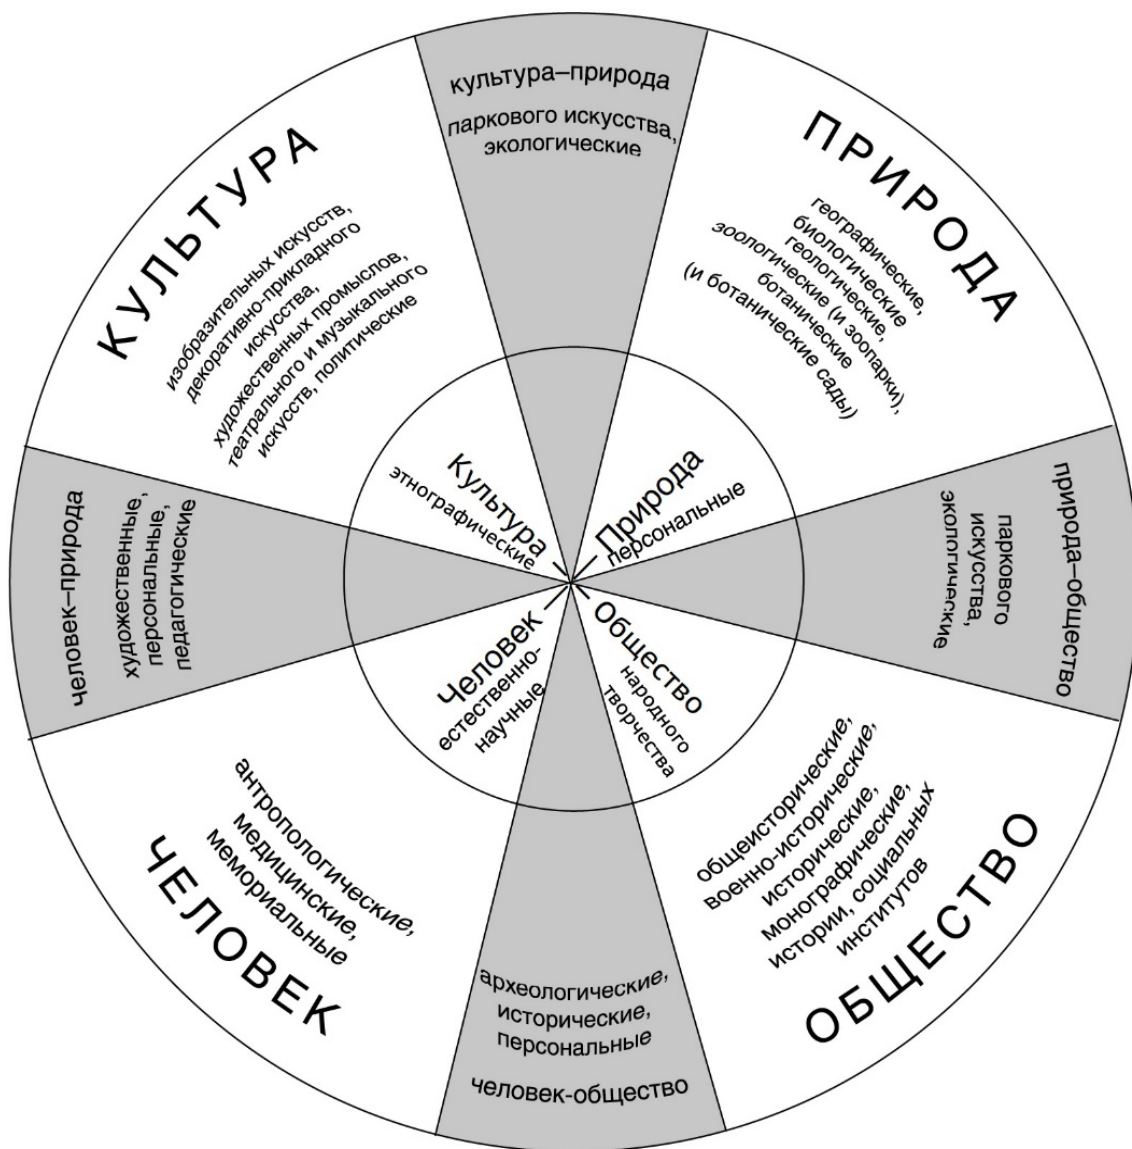 культура–природа
паркового искусства,
экологические
КУЛЬТУРА
изобразительных искусств,
декоративно-прикладного
искусства,
художественных промыслов,
театрального и музыкального
искусств, политические
ПРИРОДА
географические,
биологические
геологические,
зоологические (и зоопарки),
ботанические
(и ботанические сады)
человек–природа
художественные,
персональные,
педагогические
Культура
этнографические
Природа
персональные
Человек
естественно-
научные
Общество
народного
творчества
природа–общество
паркового
искусства,
экологические
антропологические,
медицинские,
мемориальные
ЧЕЛОВЕК
общеисторические,
военно-исторические,
исторические,
монографические,
истории, социальных
институтов
ОБЩЕСТВО
археологические,
исторические,
персональные
человек-общество